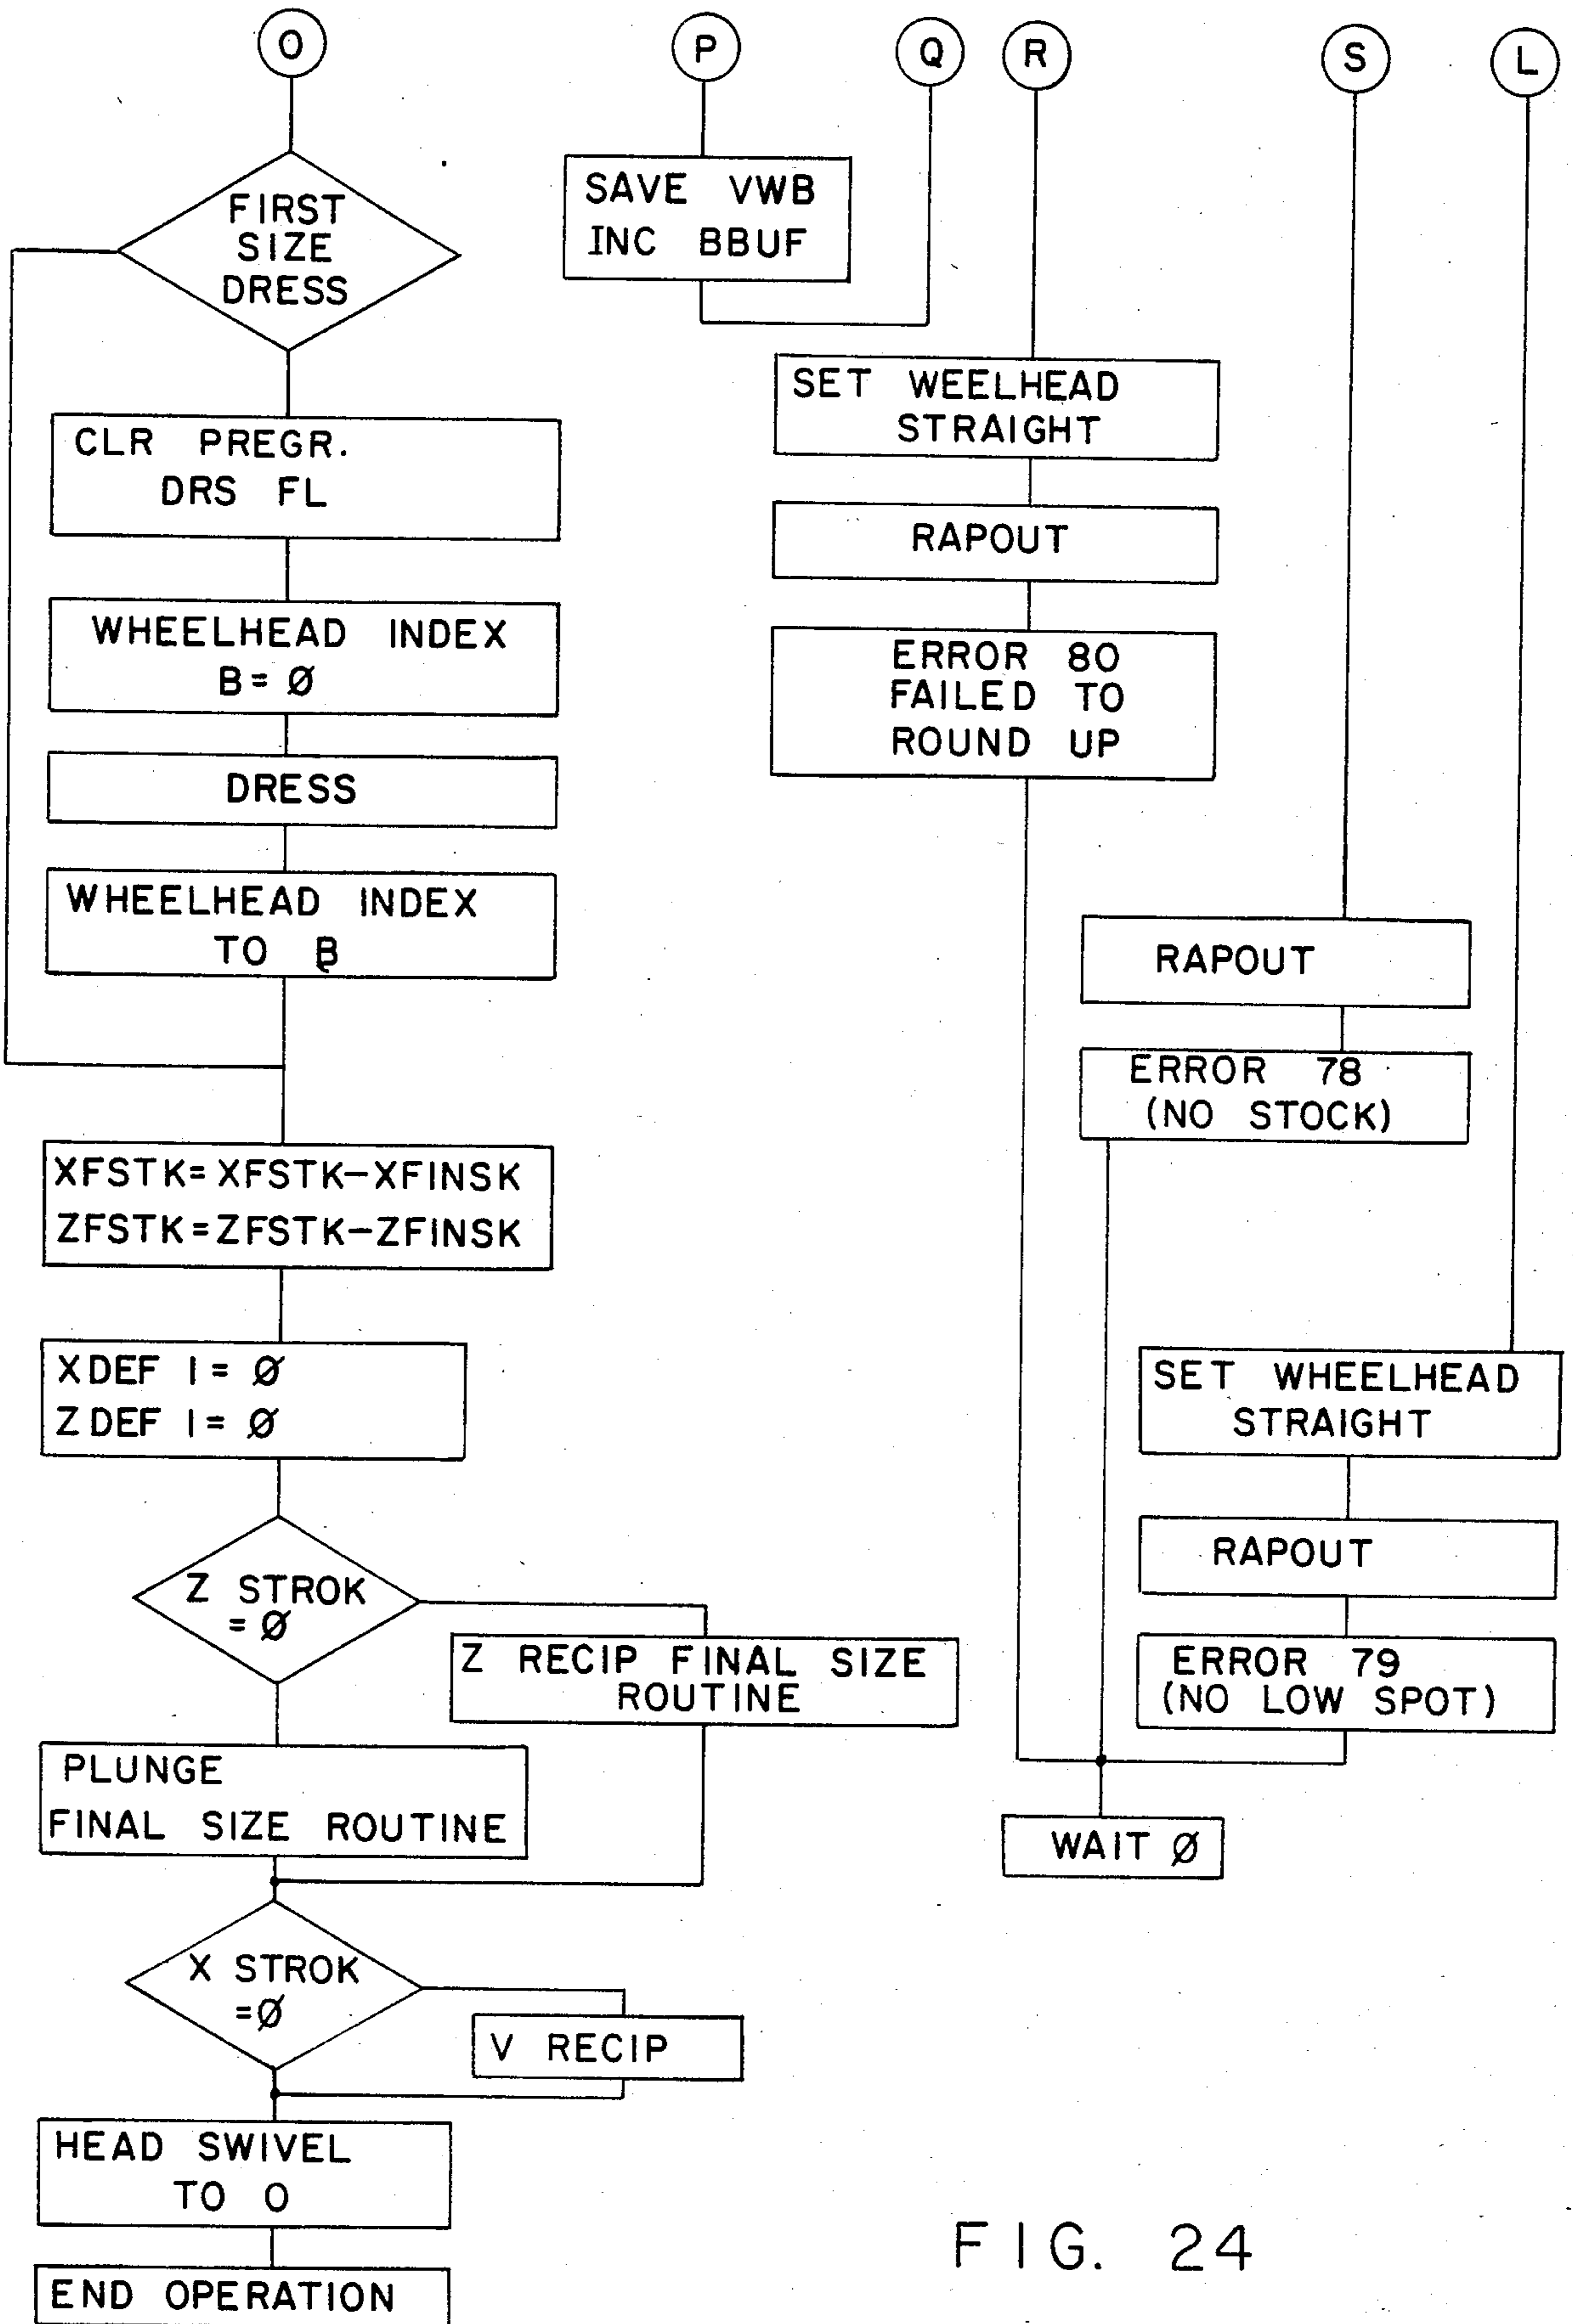 O
P
Q
R
S
L
FIRST
SIZE
DRESS
CLR PREGR.
DRS FL
WHEELHEAD INDEX
B=Ø
DRESS
WHEELHEAD INDEX
TO B
XFSTK=XFSTK-XFINSK
ZFSTK=ZFSTK-ZFINSK
XDEF 1=Ø
ZDEF 1=Ø
Z STROK
=Ø
Z RECIP FINAL SIZE
ROUTINE
PLUNGE
FINAL SIZE ROUTINE
X STROK
=Ø
V RECIP
HEAD SWIVEL
TO O
END OPERATION
SAVE VWB
INC BBUF
SET WEELHEAD
STRAIGHT
RAPOUT
ERROR 80
FAILED TO
ROUND UP
RAPOUT
ERROR 78
(NO STOCK)
SET WHEELHEAD
STRAIGHT
RAPOUT
ERROR 79
(NO LOW SPOT)
WAIT Ø
FIG. 24